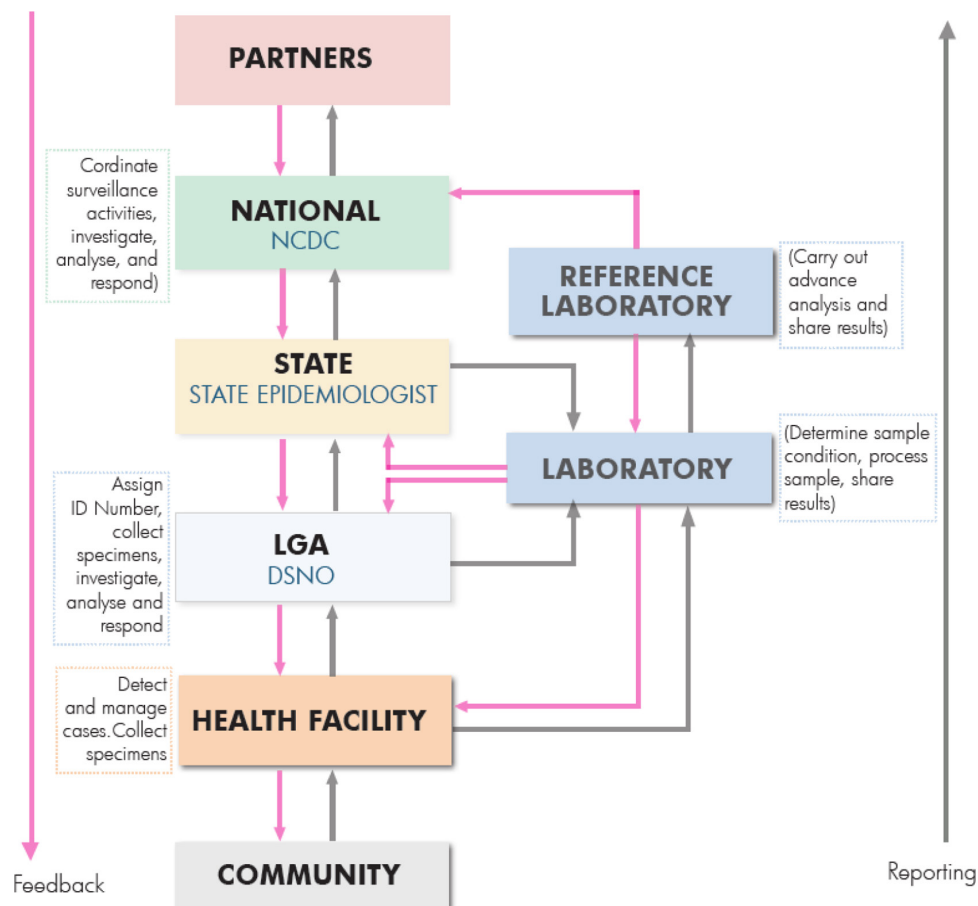 PARTNERS
Cordinate
surveillance
activities,
investigate,
analyse, and
respond)
NATIONAL
NCDC
REFERENCE
LABORATORY
(Carry out
advance
analysis and
share results)
STATE
STATE EPIDEMIOLOGIST
LABORATORY
(Determine sample
condition, process
sample, share
results)
Assign
ID Number,
collect
specimens,
investigate,
analyse and
respond
LGA
DSNO
Detect
and manage
cases.Collect
specimens
HEALTH FACILITY
COMMUNITY
Feedback
Reporting